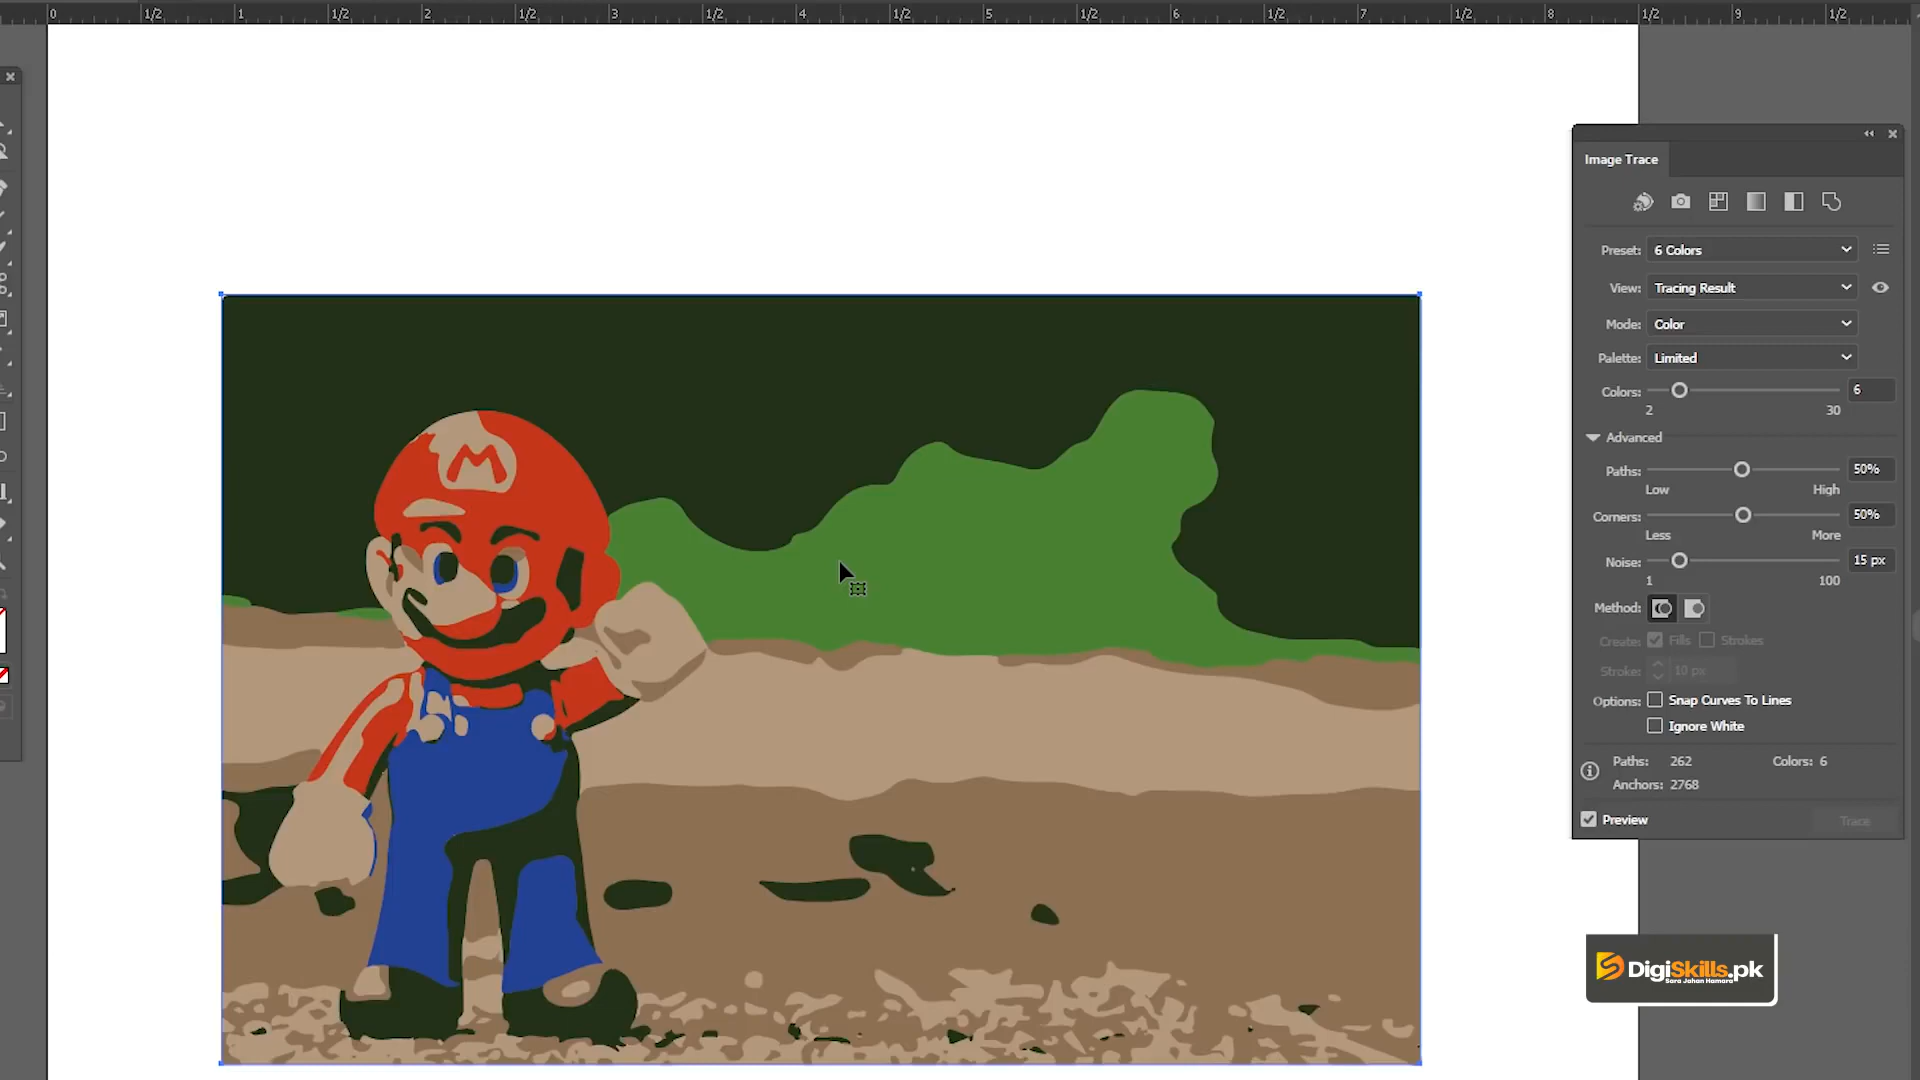 0 1/2 1 1/2 2 1/2 3 1/2 4 1/2 5 1/2 6 1/2 7 1/2 8 1/2 9 1/2
Image Trace
Preset: 6 Colors
View: Tracing Result
Mode: Color
Palette: Limited
Colors: 6
2 30
Advanced
Paths: 50%
Low High
Corners: 50%
Less More
Noise: 15 px
1 100
Method:
Create: Fills Strokes
Stroke: 10 px
Options: Snap Curves To Lines
Ignore White
Paths: 262 Colors: 6
Anchors: 2768
Preview Trace
M
DigiSkills.pk
Sara Jahan Hamara